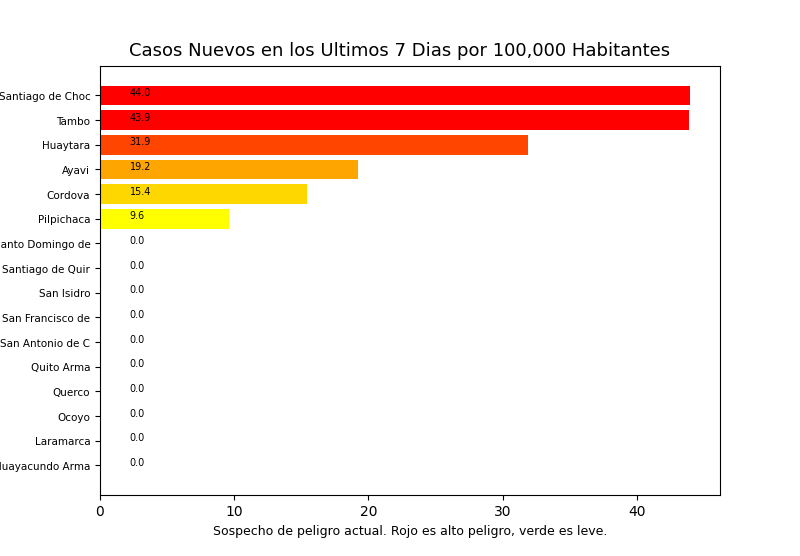 Casos Nuevos en los Ultimos 7 Dias por 100,000 Habitantes
Santiago de Choc 44.0
Tambo 43.9
Huaytara 31.9
Ayavi 19.2
Cordova 15.4
Pilpichaca 9.6
anto Domingo de 0.0
Santiago de Quir 0.0
San Isidro 0.0
San Francisco de 0.0
San Antonio de C 0.0
Quito Arma 0.0
Querco 0.0
Ocoyo 0.0
Laramarca 0.0
uayacundo Arma 0.0
0 10 20 30 40
Sospecho de peligro actual. Rojo es alto peligro, verde es leve.